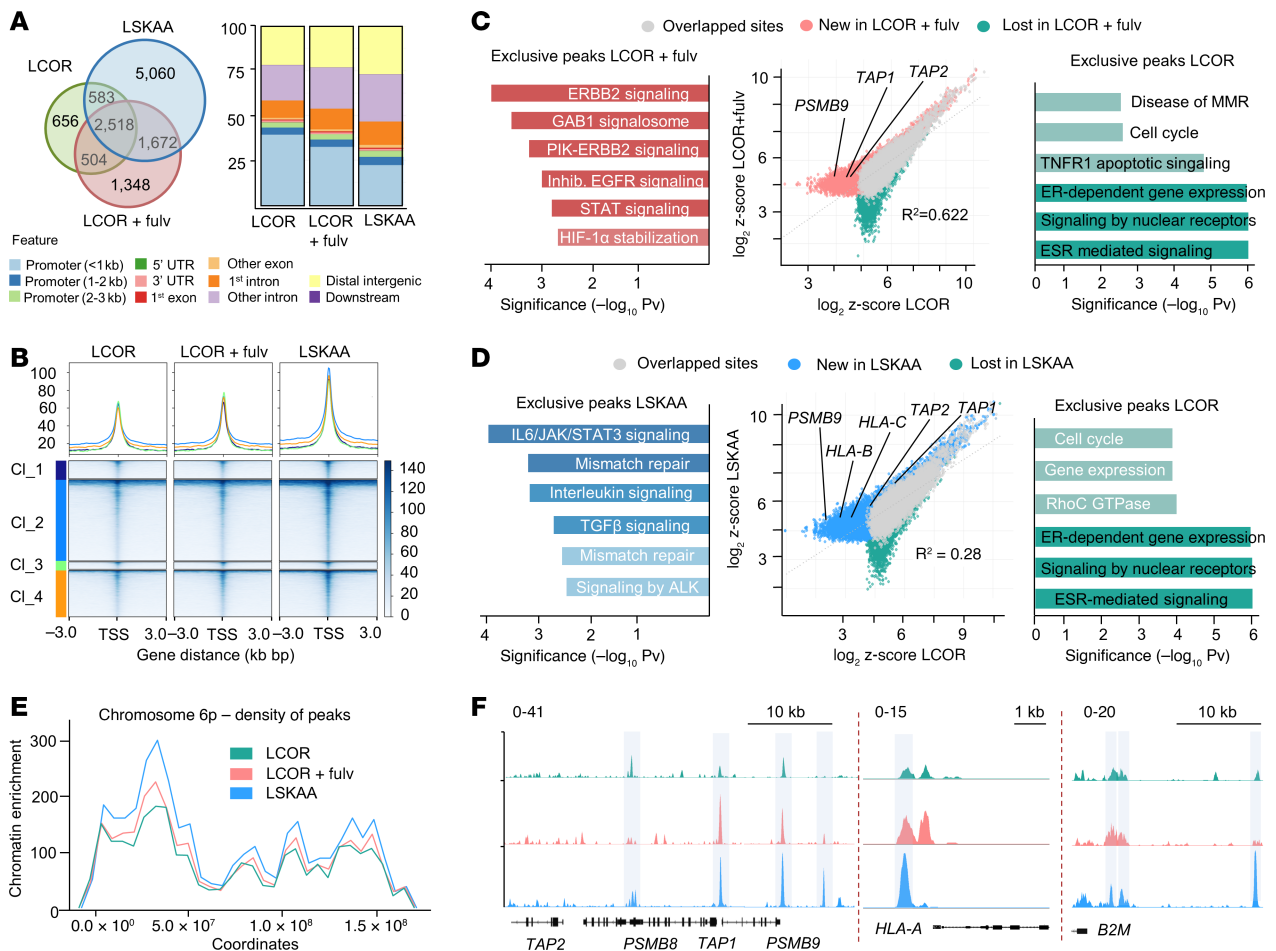 A
LSKAA
LCOR
5,060
583
656
2,518
1,672
504
1,348
LCOR + fulv
100
75
50
25
LCOR
LCOR + fulv
LSKAA
Feature
Promoter (<1 kb)
Promoter (1-2 kb)
Promoter (2-3 kb)
5' UTR
3' UTR
1st exon
Other exon
1st intron
Other intron
Distal intergenic
Downstream
B
LCOR
LCOR + fulv
LSKAA
100
80
60
40
20
Cl_1
Cl_2
Cl_3
Cl_4
140
120
100
80
60
40
20
0
–3.0 TSS 3.0
–3.0 TSS 3.0
–3.0 TSS 3.0
Gene distance (kb bp)
C
Overlapped sites
New in LCOR + fulv
Lost in LCOR + fulv
Exclusive peaks LCOR + fulv
ERBB2 signaling
GAB1 signalosome
PIK-ERBB2 signaling
Inhib. EGFR signaling
STAT signaling
HIF-1α stabilization
4 3 2 1
Significance (–log10 Pv)
log2 z-score LCOR+fulv
10
6
3
PSMB9
TAP1
TAP2
R2=0.622
3 6 10
log2 z-score LCOR
Exclusive peaks LCOR
Disease of MMR
Cell cycle
TNFR1 apoptotic singaling
ER-dependent gene expression
Signaling by nuclear receptors
ESR mediated signaling
0 1 2 3 4 5 6
Significance (–log10 Pv)
D
Overlapped sites
New in LSKAA
Lost in LSKAA
Exclusive peaks LSKAA
IL6/JAK/STAT3 signaling
Mismatch repair
Interleukin signaling
TGFβ signaling
Mismatch repair
Signaling by ALK
4 3 2 1
Significance (–log10 Pv)
log2 z-score LSKAA
10
6
3
PSMB9
HLA-B
HLA-C
TAP2
TAP1
R2 = 0.28
3 6 9
log2 z-score LCOR
Exclusive peaks LCOR
Cell cycle
Gene expression
RhoC GTPase
ER-dependent gene expression
Signaling by nuclear receptors
ESR-mediated signaling
0 1 2 3 4 5 6
Significance (–log10 Pv)
E
Chromosome 6p – density of peaks
LCOR
LCOR + fulv
LSKAA
Chromatin enrichment
300
200
100
0
0.0 × 10^0
5.0 × 10^7
1.0 × 10^8
1.5 × 10^8
Coordinates
F
0-41
10 kb
0-15
1 kb
0-20
10 kb
TAP2
PSMB8
TAP1
PSMB9
HLA-A
B2M